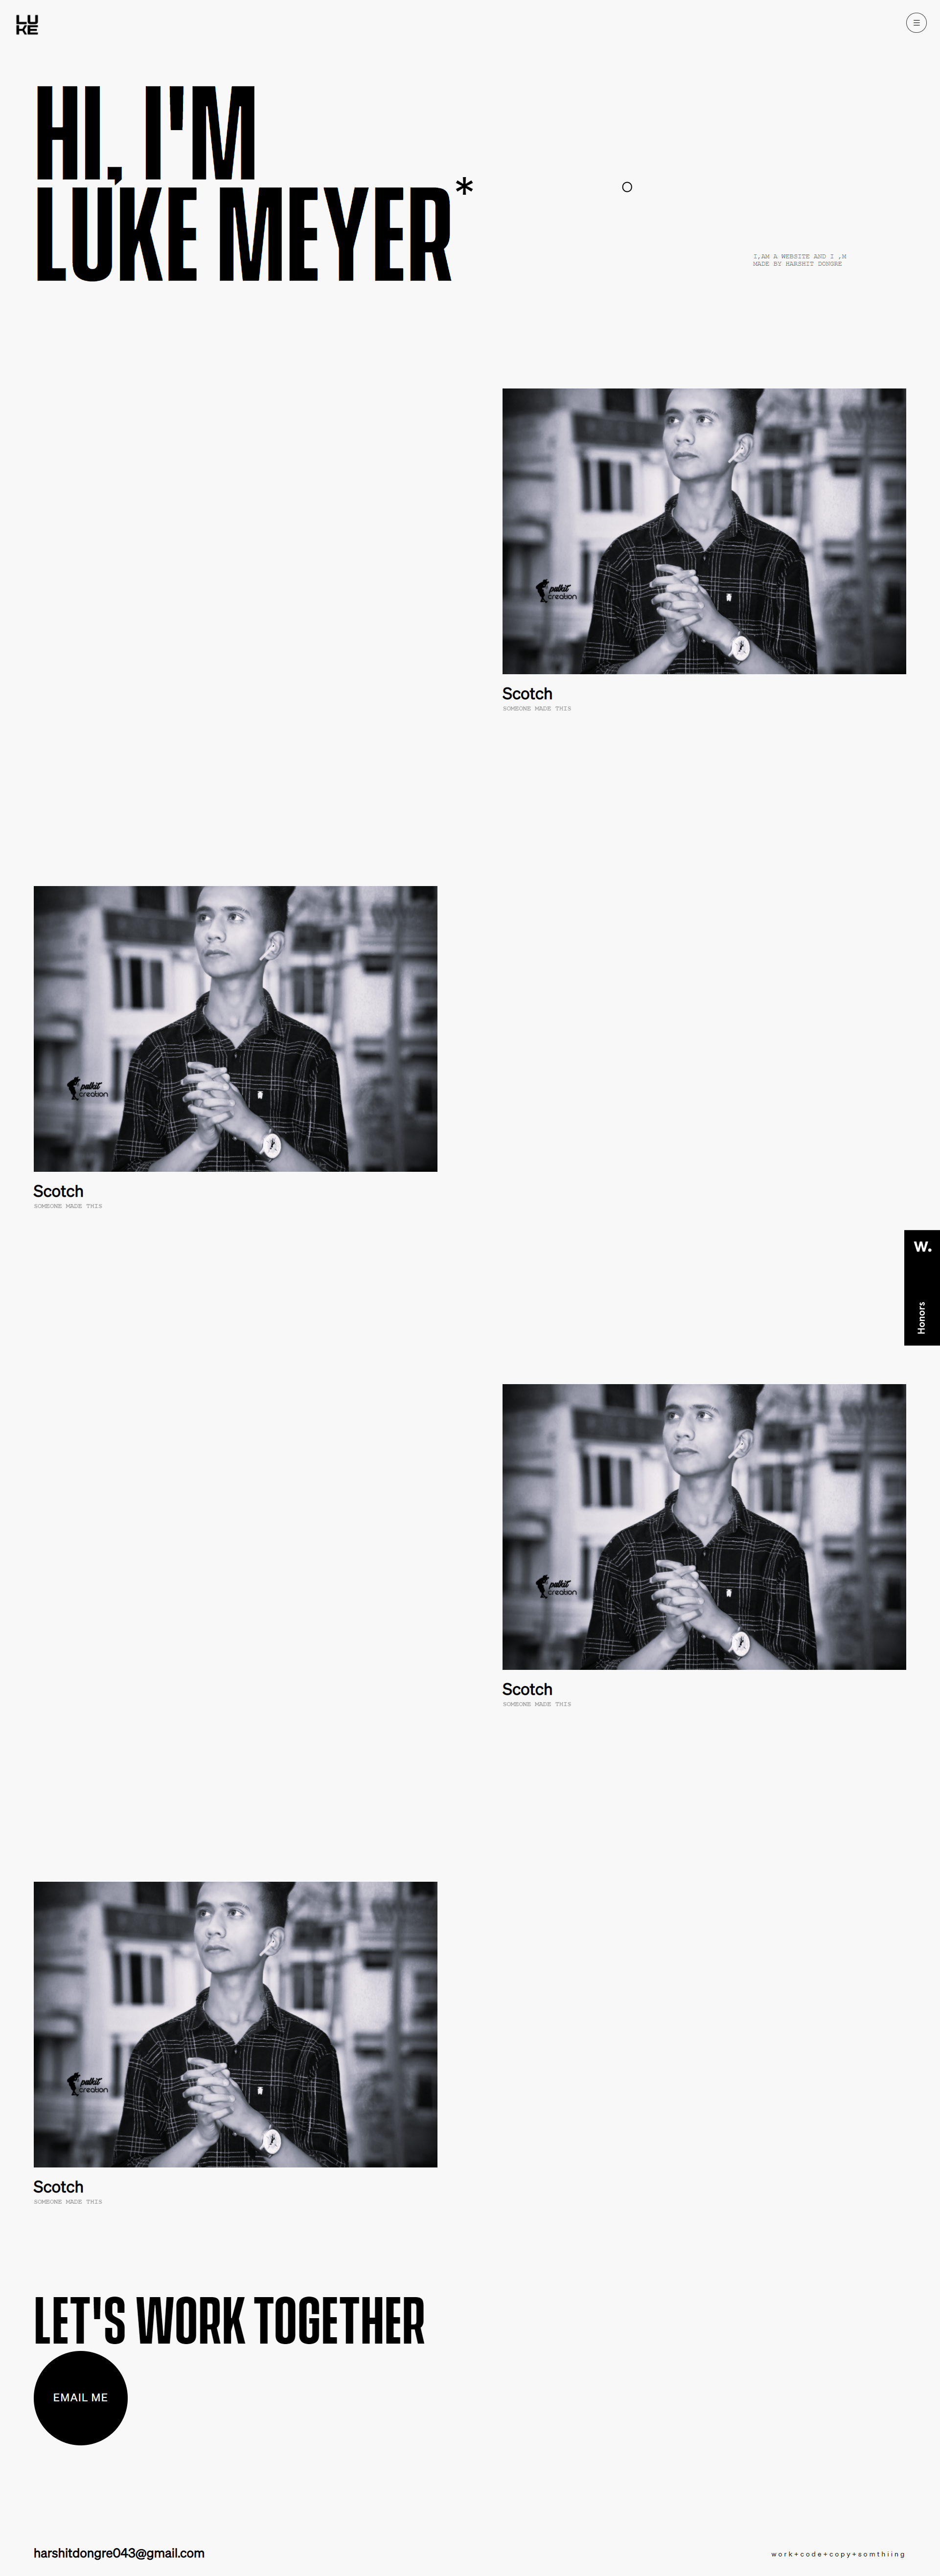 LU
KE
HI, I'M
LUKE MEYER*
I,AM A WEBSITE AND I ,M
MADE BY HARSHIT DONGRE
palkit
creation
Scotch
SOMEONE MADE THIS
palkit
creation
Scotch
SOMEONE MADE THIS
W.
Honors
palkit
creation
Scotch
SOMEONE MADE THIS
palkit
creation
Scotch
SOMEONE MADE THIS
LET'S WORK TOGETHER
EMAIL ME
harshitdongre043@gmail.com
work+code+copy+somthiing